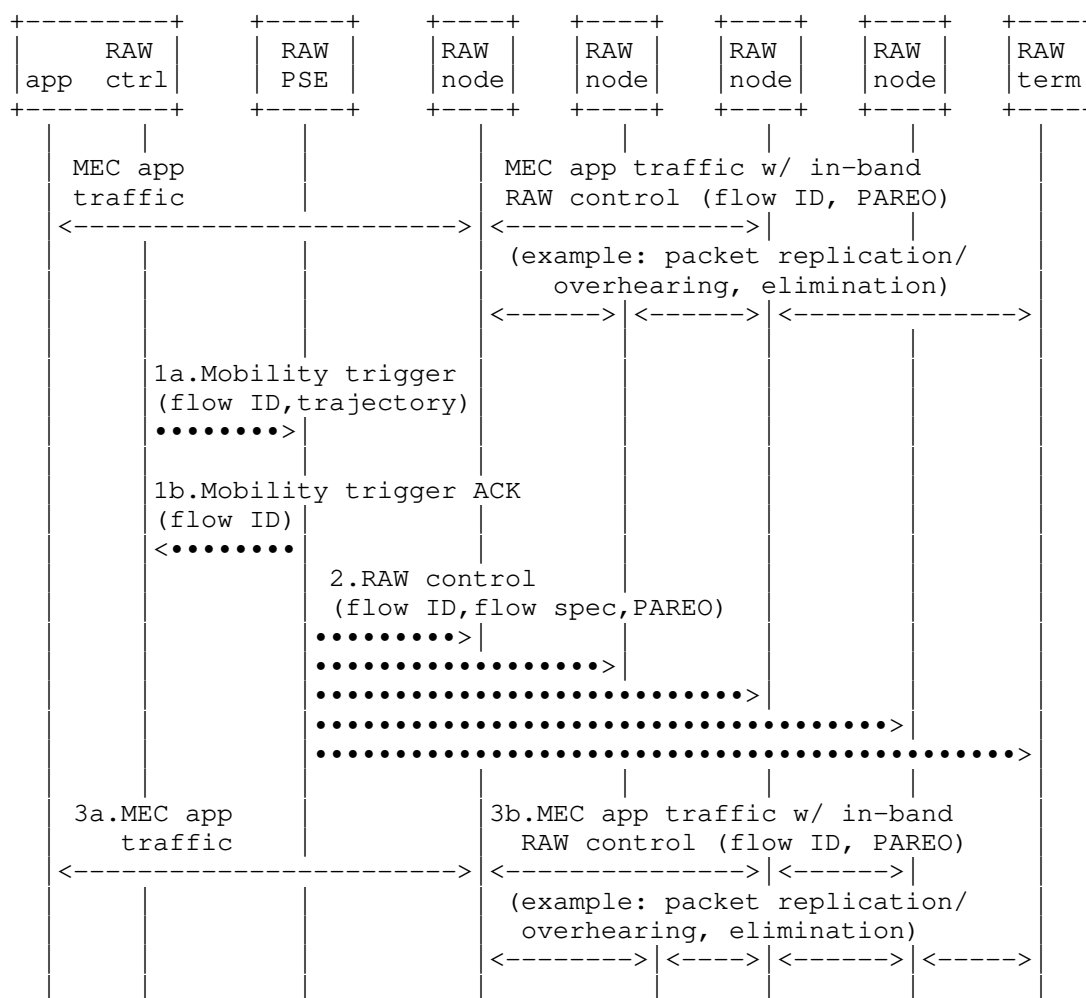 RAW RAW RAW RAW RAW RAW RAW
app ctrl PSE node node node node term
MEC app MEC app traffic w/ in-band
traffic RAW control (flow ID, PAREO)
(example: packet replication/
overhearing, elimination)
1a.Mobility trigger
(flow ID,trajectory)
1b.Mobility trigger ACK
(flow ID)
2.RAW control
(flow ID,flow spec,PAREO)
3a.MEC app 3b.MEC app traffic w/ in-band
traffic RAW control (flow ID, PAREO)
(example: packet replication/
overhearing, elimination)